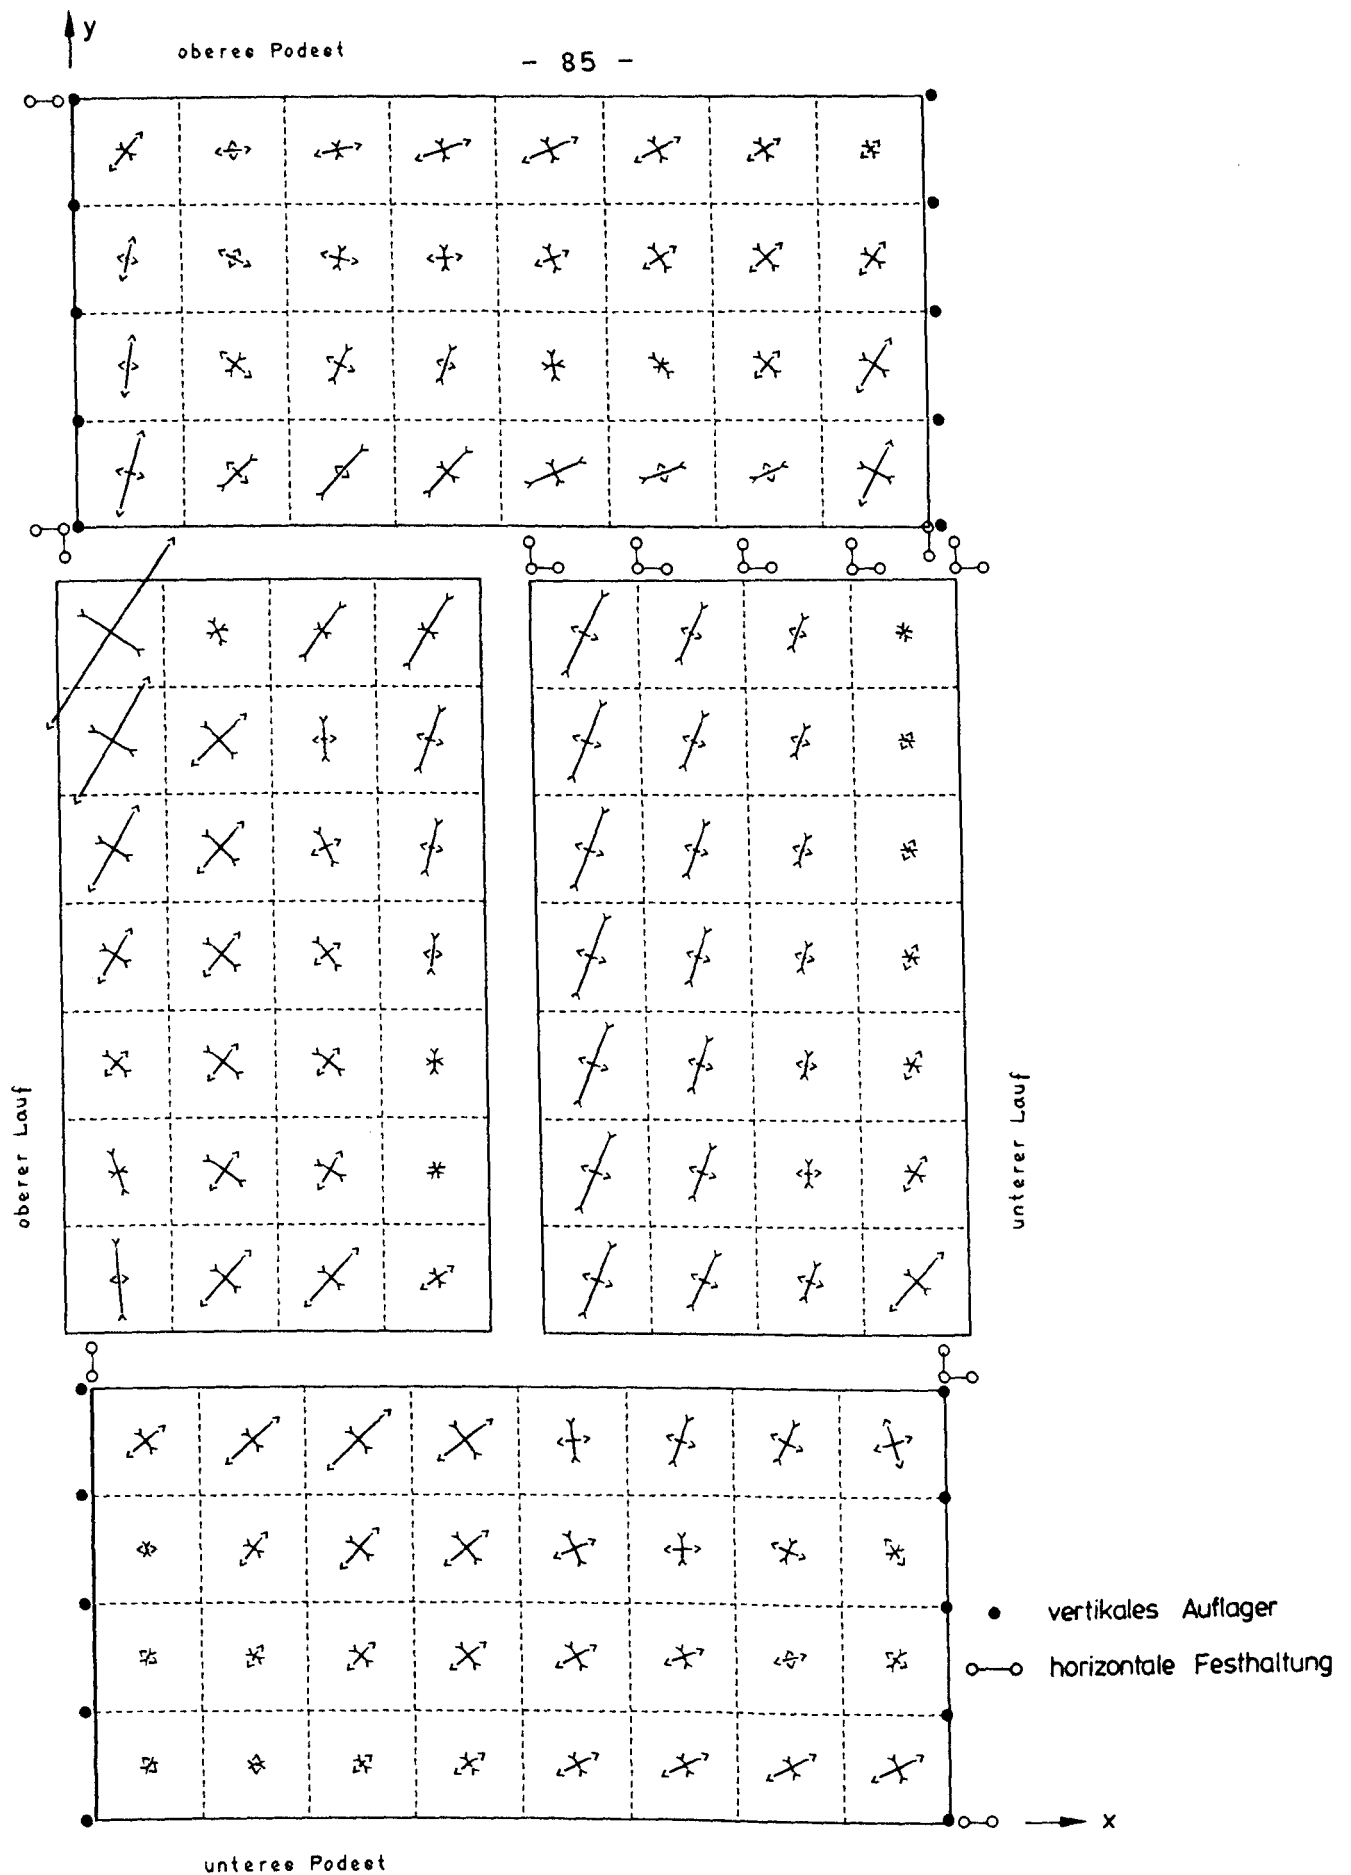 y
oberes Podest
- 85 -
oberer Lauf
unterer Lauf
vertikales Auflager
horizontale Festhaltung
x
unteres Podest